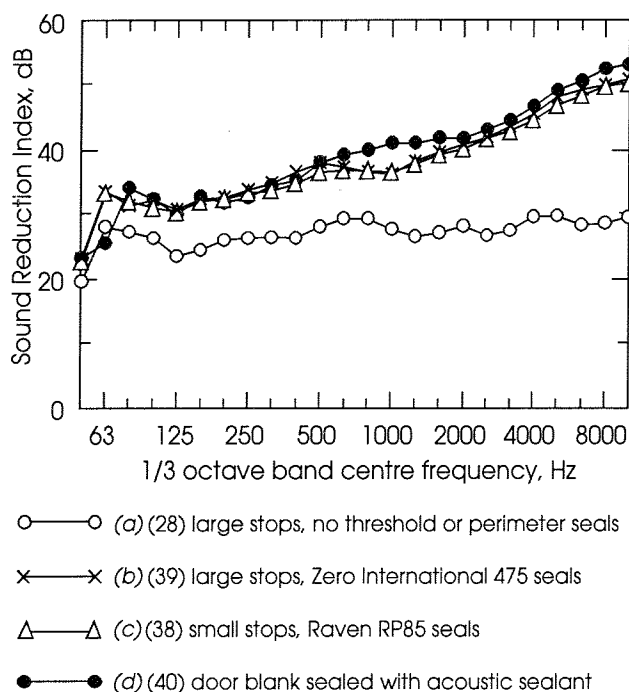 60
40
20
0
Sound Reduction Index, dB
63 125 250 500 1000 2000 4000 8000
1/3 octave band centre frequency, Hz
(a) (28) large stops, no threshold or perimeter seals
(b) (39) large stops, Zero International 475 seals
(c) (38) small stops, Raven RP85 seals
(d) (40) door blank sealed with acoustic sealant